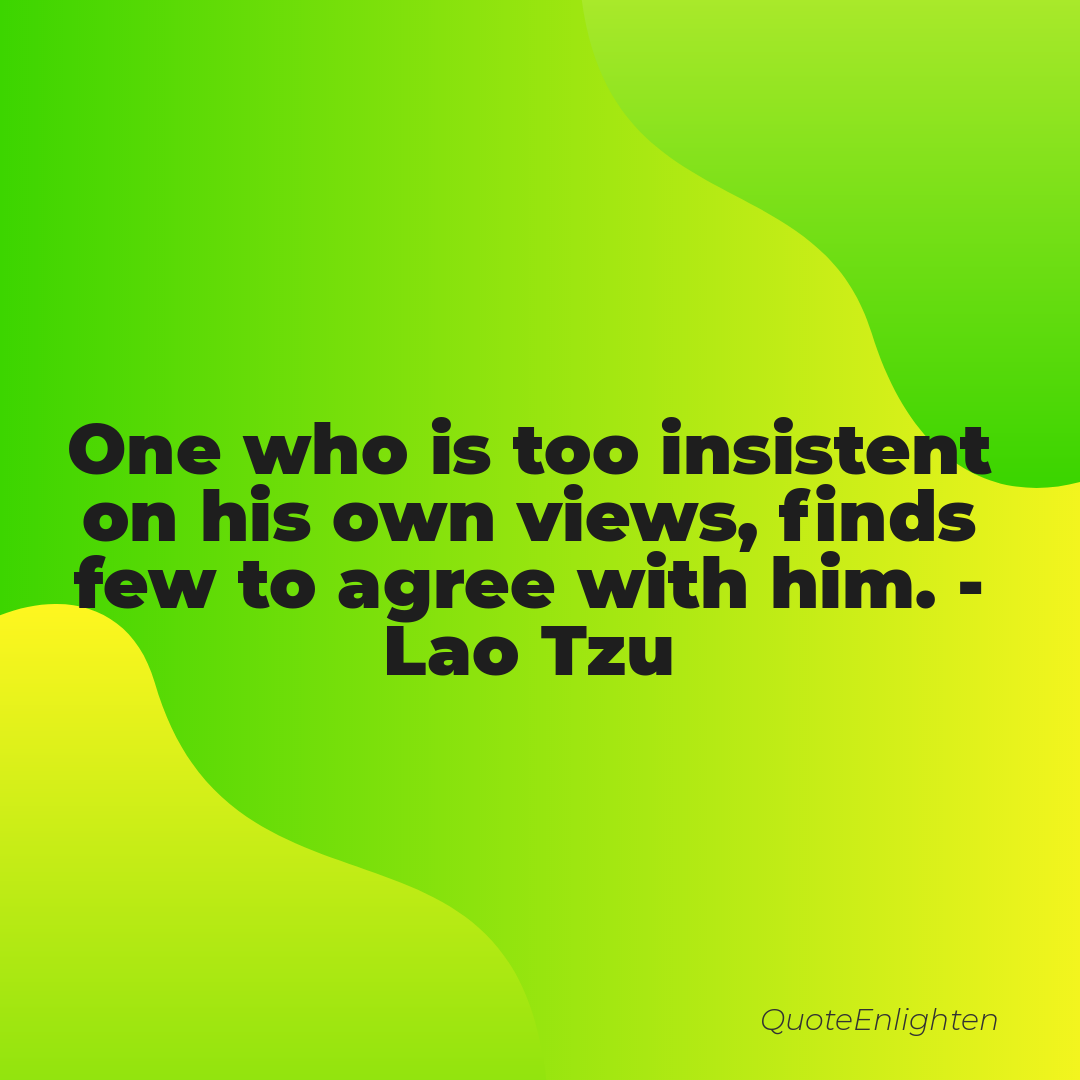 One who is too insistent
on his own views, finds
few to agree with him. -
Lao Tzu
QuoteEnlighten